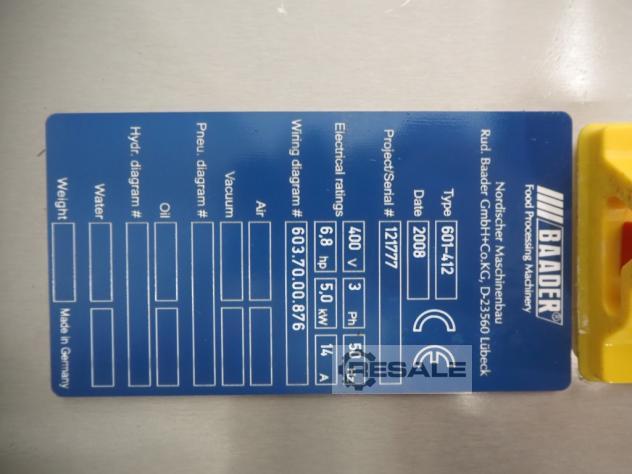 BAADER®
Food Processing Machinery
Nordischer Maschinenbau
Rud. Baader GmbH+Co.KG, D-23560 Lübeck
Type 601-412
Date 2008 CE
Project/Serial # 121777
Electrical ratings 400 V 3 Ph 50
6,8 hp 5,0 kW 14 A
Wiring diagram # 603.70.00.876
Air
Vacuum
Pneu. diagram #
Oil
Hydr. diagram #
Water
Weight Made in Germany
RESALE